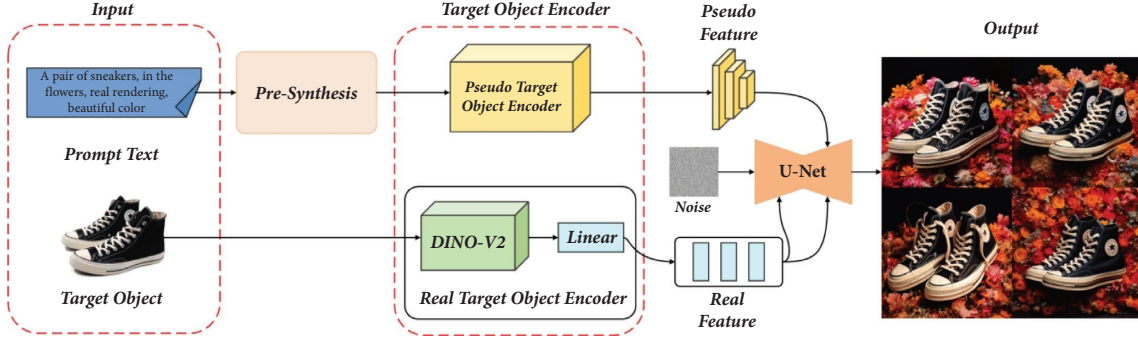 Input
Target Object Encoder
Pseudo
Feature
Output
A pair of sneakers, in the
flowers, real rendering,
beautiful color
Pre-Synthesis
Pseudo Target
Object Encoder
Prompt Text
U-Net
Noise
DINO-V2
Linear
Target Object
Real Target Object Encoder
Real
Feature